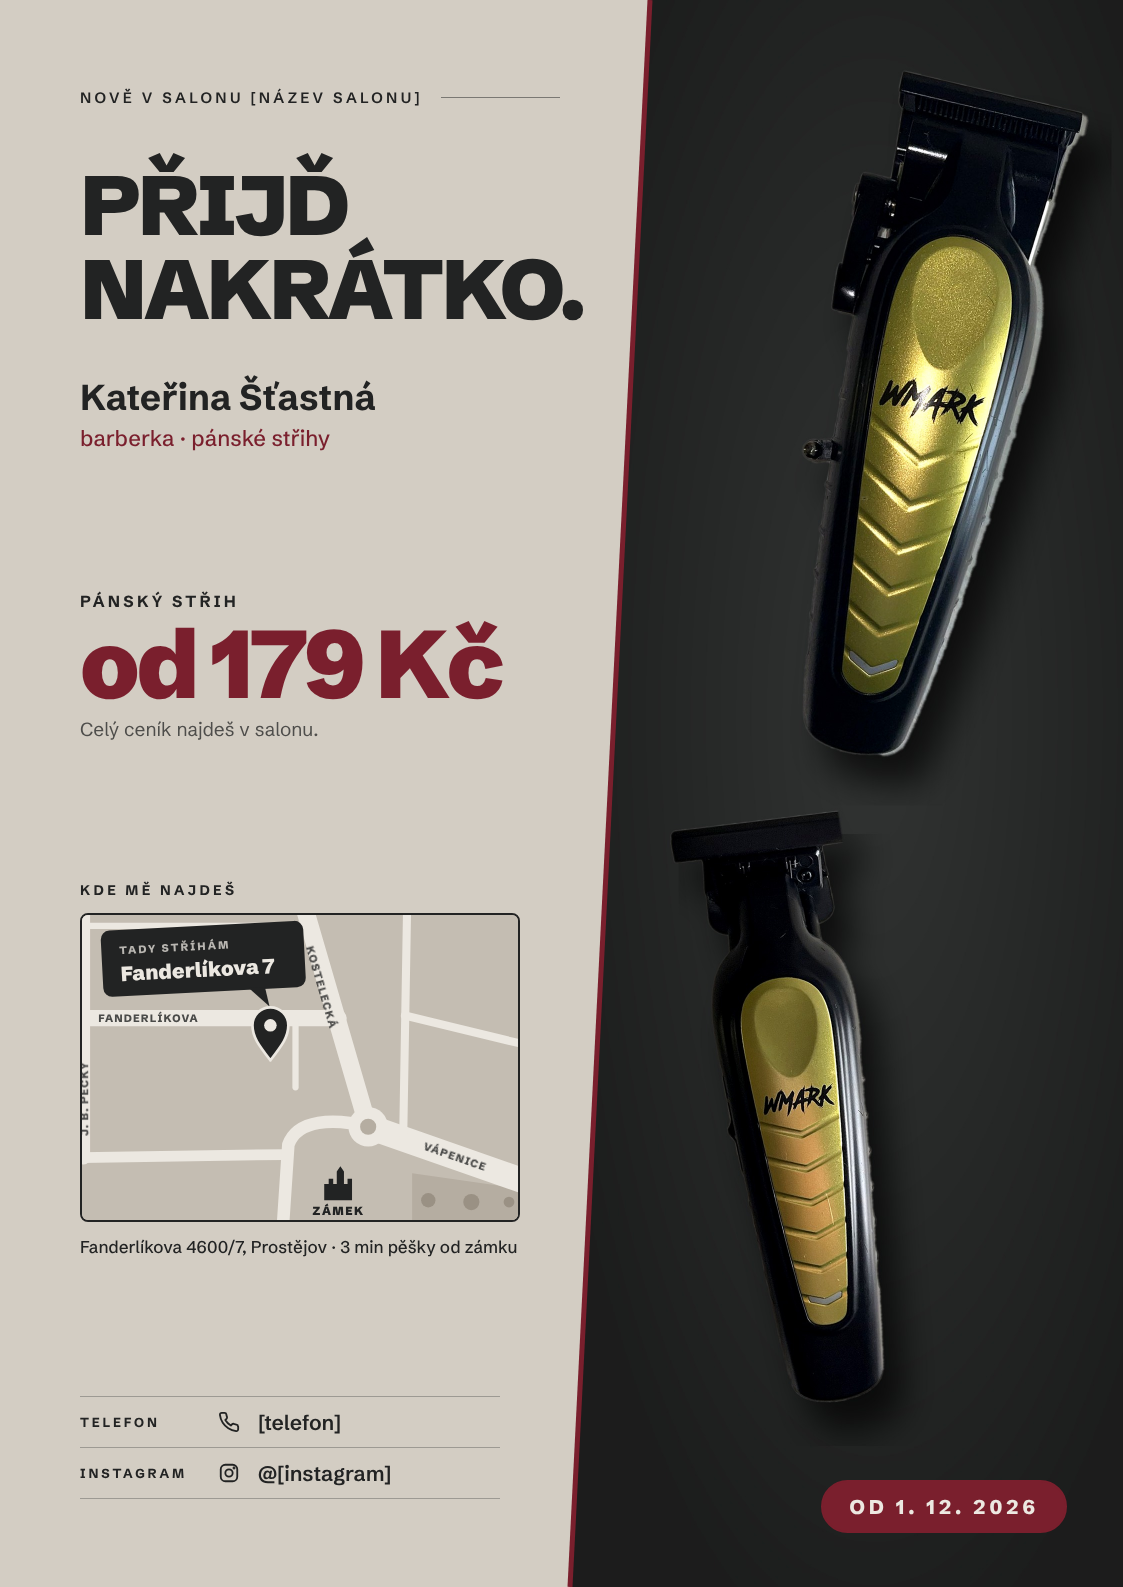 NOVĚ V SALONU [NÁZEV SALONU]
PŘIJĎ
NAKRÁTKO.
Kateřina Šťastná
barberka · pánské střihy
PÁNSKÝ STŘIH
od 179 Kč
Celý ceník najdeš v salonu.
KDE MĚ NAJDEŠ
TADY STŘÍHÁM
Fanderlíkova 7
KOSTELECKÁ
FANDERLÍKOVA
J. B. PECKY
VÁPENICE
ZÁMEK
Fanderlíkova 4600/7, Prostějov · 3 min pěšky od zámku
TELEFON [telefon]
INSTAGRAM @[instagram]
WMARK
WMARK
OD 1. 12. 2026